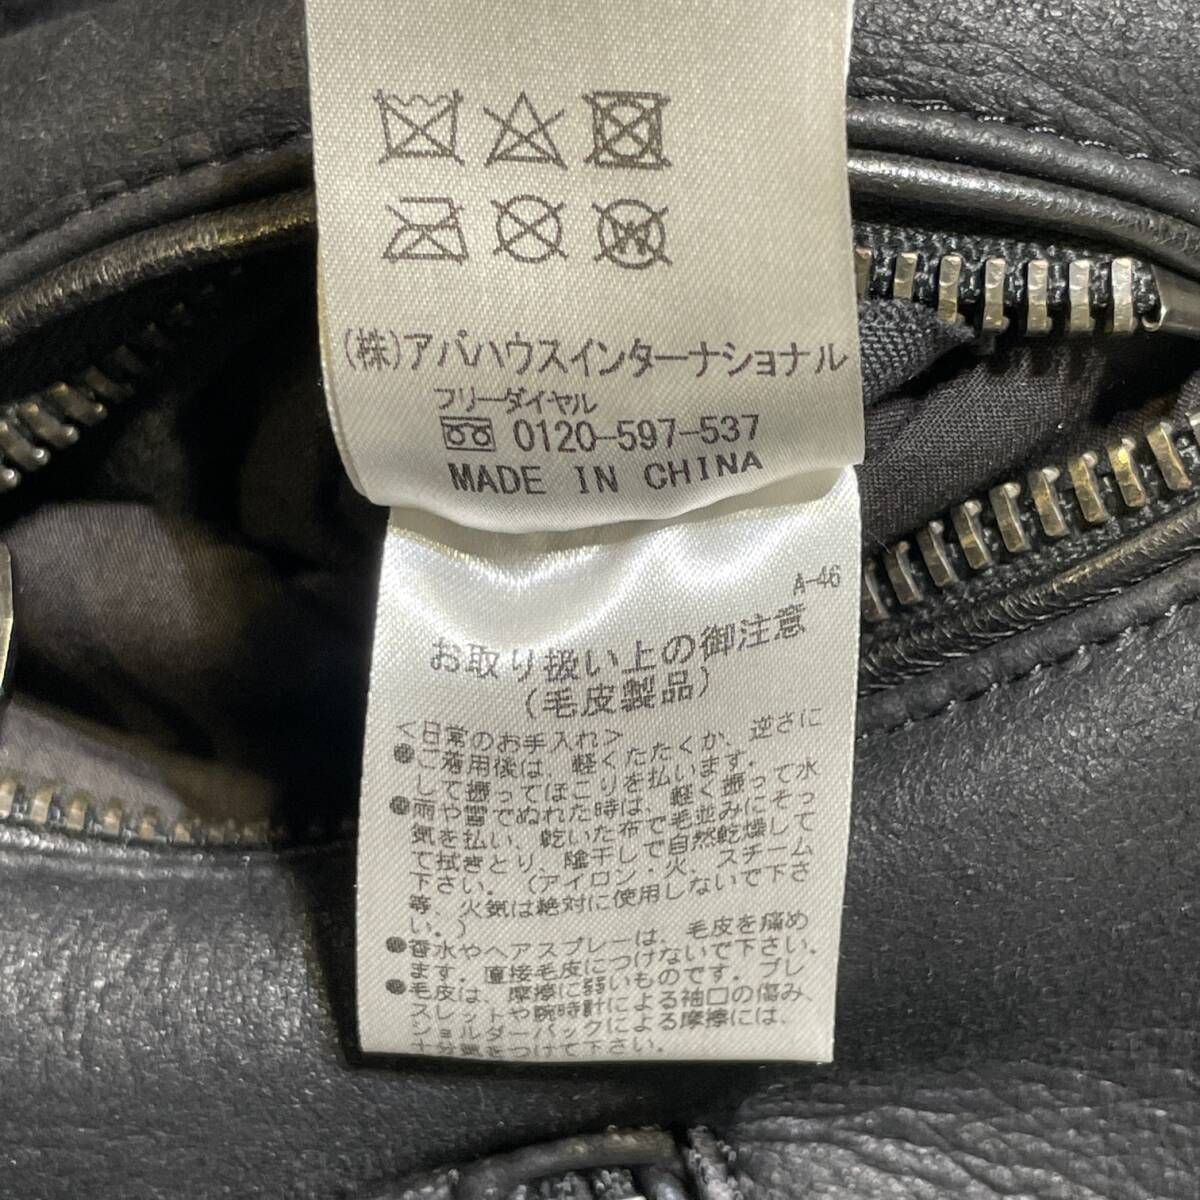 (株)アパハウスインターナショナル
フリーダイヤル
0120-597-537
MADE IN CHINA
A-46
お取り扱い上の御注意
(毛皮製品)
<日常のお手入れ>
●ご着用後は、軽くたたくか、逆さに
して振ってほこりを払います。
●雨や雪でぬれた時は、軽く振って水
気を払い、乾いた布で毛並みにそっ
て拭きとり、陰干しで自然乾燥して
下さい。(アイロン・火、スチーム
等、火気は絶対に使用しないで下さ
い。)
●香水やヘアスプレーは、毛皮を痛め
ます。直接毛皮につけないで下さい。
●毛皮は、摩擦に弱いものです。ブレ
スレットや腕時計による袖口の傷み、
ショルダーバックによる摩擦には、
十分気をつけて下さい。